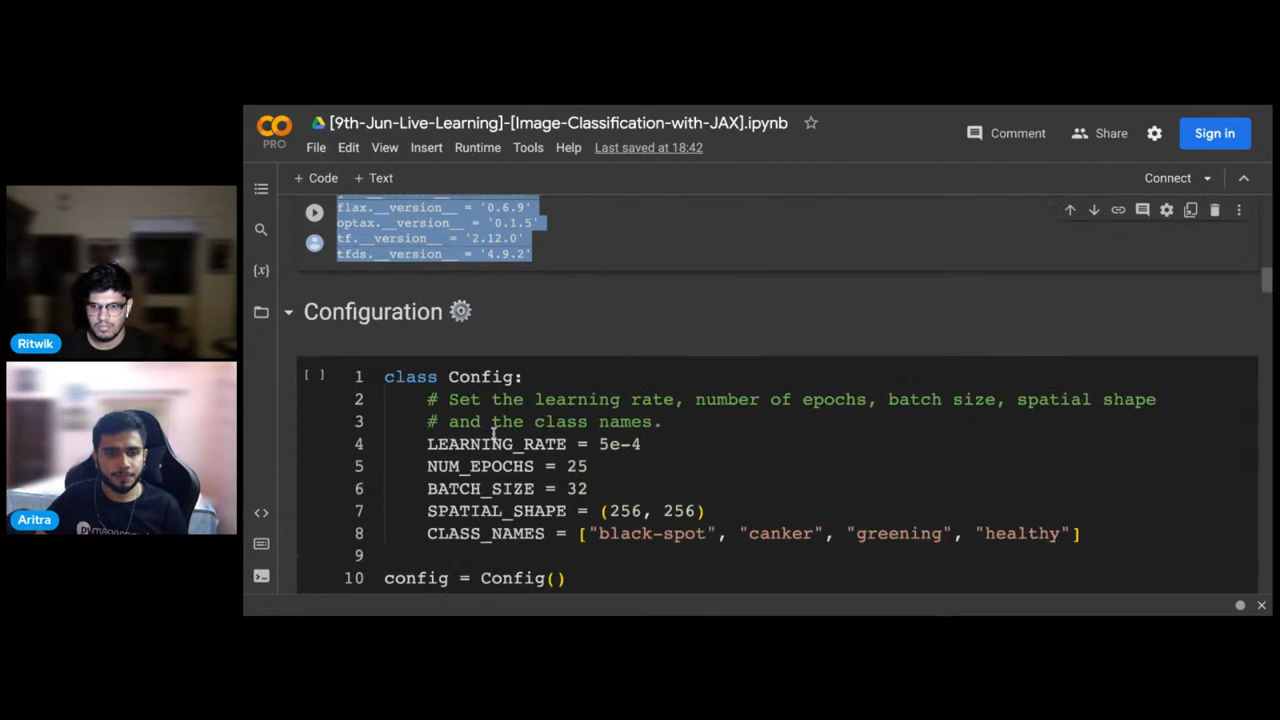 PRO
[9th-Jun-Live-Learning]-[Image-Classification-with-JAX].ipynb
File Edit View Insert Runtime Tools Help Last saved at 18:42
Comment Share Sign in
+ Code + Text
Connect
flax.__version__ = '0.6.9'
optax.__version__ = '0.1.5'
tf.__version__ = '2.12.0'
tfds.__version__ = '4.9.2'
{x}
Configuration
[ ]
1 class Config:
2 # Set the learning rate, number of epochs, batch size, spatial shape
3 # and the class names.
4 LEARNING_RATE = 5e-4
5 NUM_EPOCHS = 25
6 BATCH_SIZE = 32
7 SPATIAL_SHAPE = (256, 256)
8 CLASS_NAMES = ["black-spot", "canker", "greening", "healthy"]
9
10 config = Config()
Ritwik
Aritra